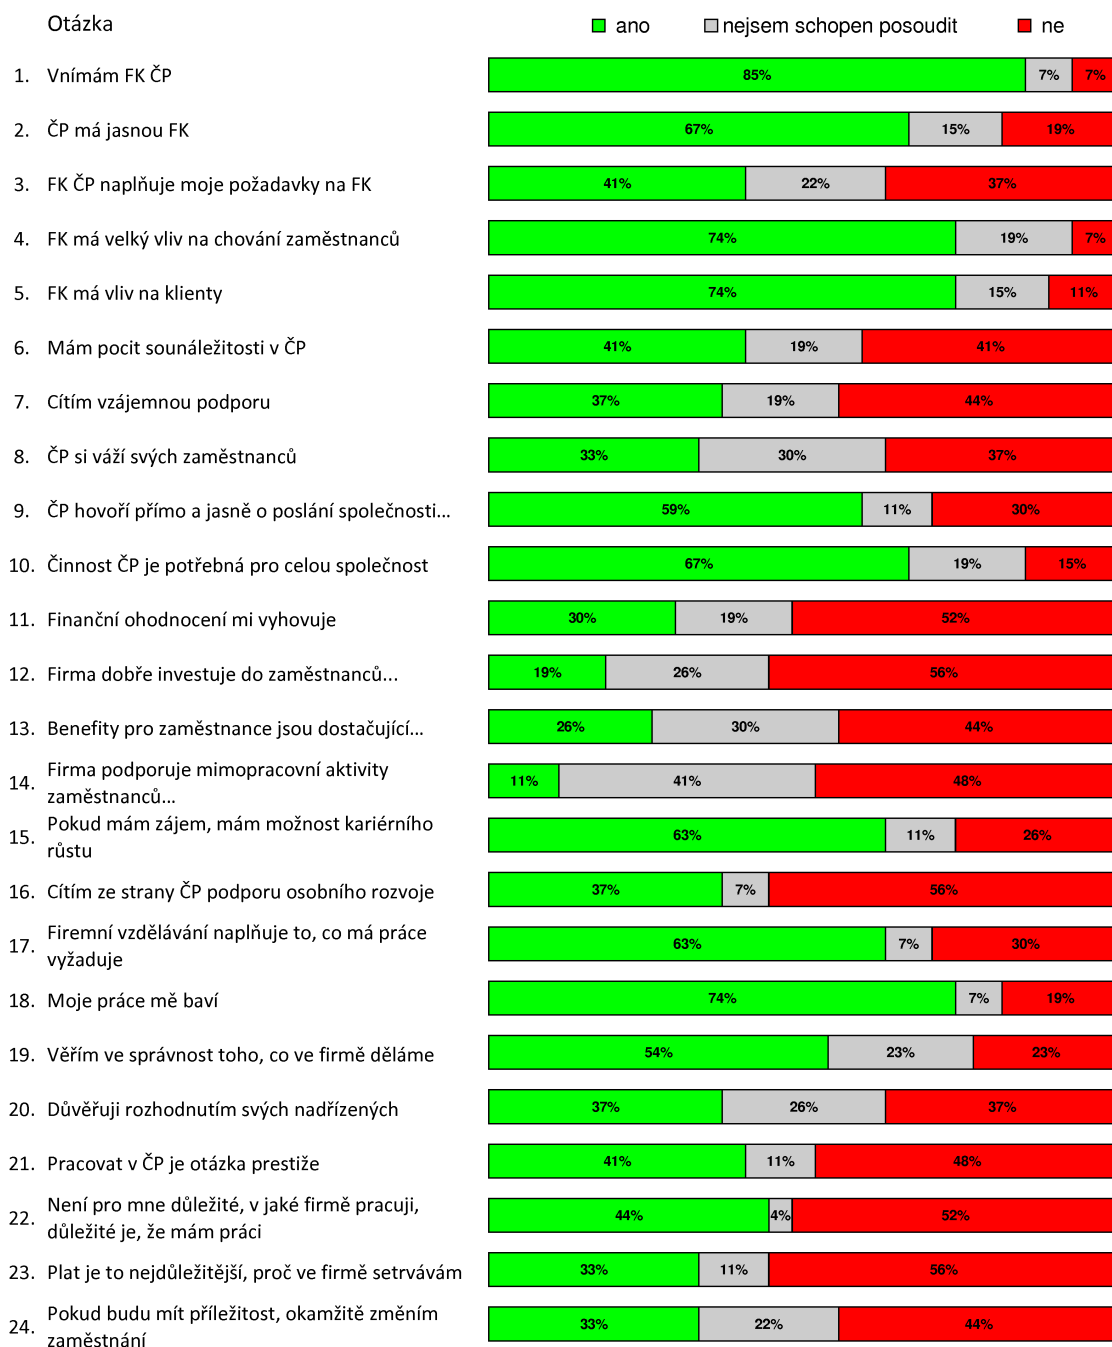 Otázka ano nejsem schopen posoudit ne
1. Vnímám FK ČP 85% 7% 7%
2. ČP má jasnou FK 67% 15% 19%
3. FK ČP naplňuje moje požadavky na FK 41% 22% 37%
4. FK má velký vliv na chování zaměstnanců 74% 19% 7%
5. FK má vliv na klienty 74% 15% 11%
6. Mám pocit sounáležitosti v ČP 41% 19% 41%
7. Cítím vzájemnou podporu 37% 19% 44%
8. ČP si váží svých zaměstnanců 33% 30% 37%
9. ČP hovoří přímo a jasně o poslání společnosti... 59% 11% 30%
10. Činnost ČP je potřebná pro celou společnost 67% 19% 15%
11. Finanční ohodnocení mi vyhovuje 30% 19% 52%
12. Firma dobře investuje do zaměstnanců... 19% 26% 56%
13. Benefity pro zaměstnance jsou dostačující... 26% 30% 44%
14. Firma podporuje mimopracovní aktivity
zaměstnanců... 11% 41% 48%
15. Pokud mám zájem, mám možnost kariérního
růstu 63% 11% 26%
16. Cítím ze strany ČP podporu osobního rozvoje 37% 7% 56%
17. Firemní vzdělávání naplňuje to, co má práce
vyžaduje 63% 7% 30%
18. Moje práce mě baví 74% 7% 19%
19. Věřím ve správnost toho, co ve firmě děláme 54% 23% 23%
20. Důvěřuji rozhodnutím svých nadřízených 37% 26% 37%
21. Pracovat v ČP je otázka prestiže 41% 11% 48%
22. Není pro mne důležité, v jaké firmě pracuji,
důležité je, že mám práci 44% 4% 52%
23. Plat je to nejdůležitější, proč ve firmě setrvávám 33% 11% 56%
24. Pokud budu mít příležitost, okamžitě změním
zaměstnání 33% 22% 44%